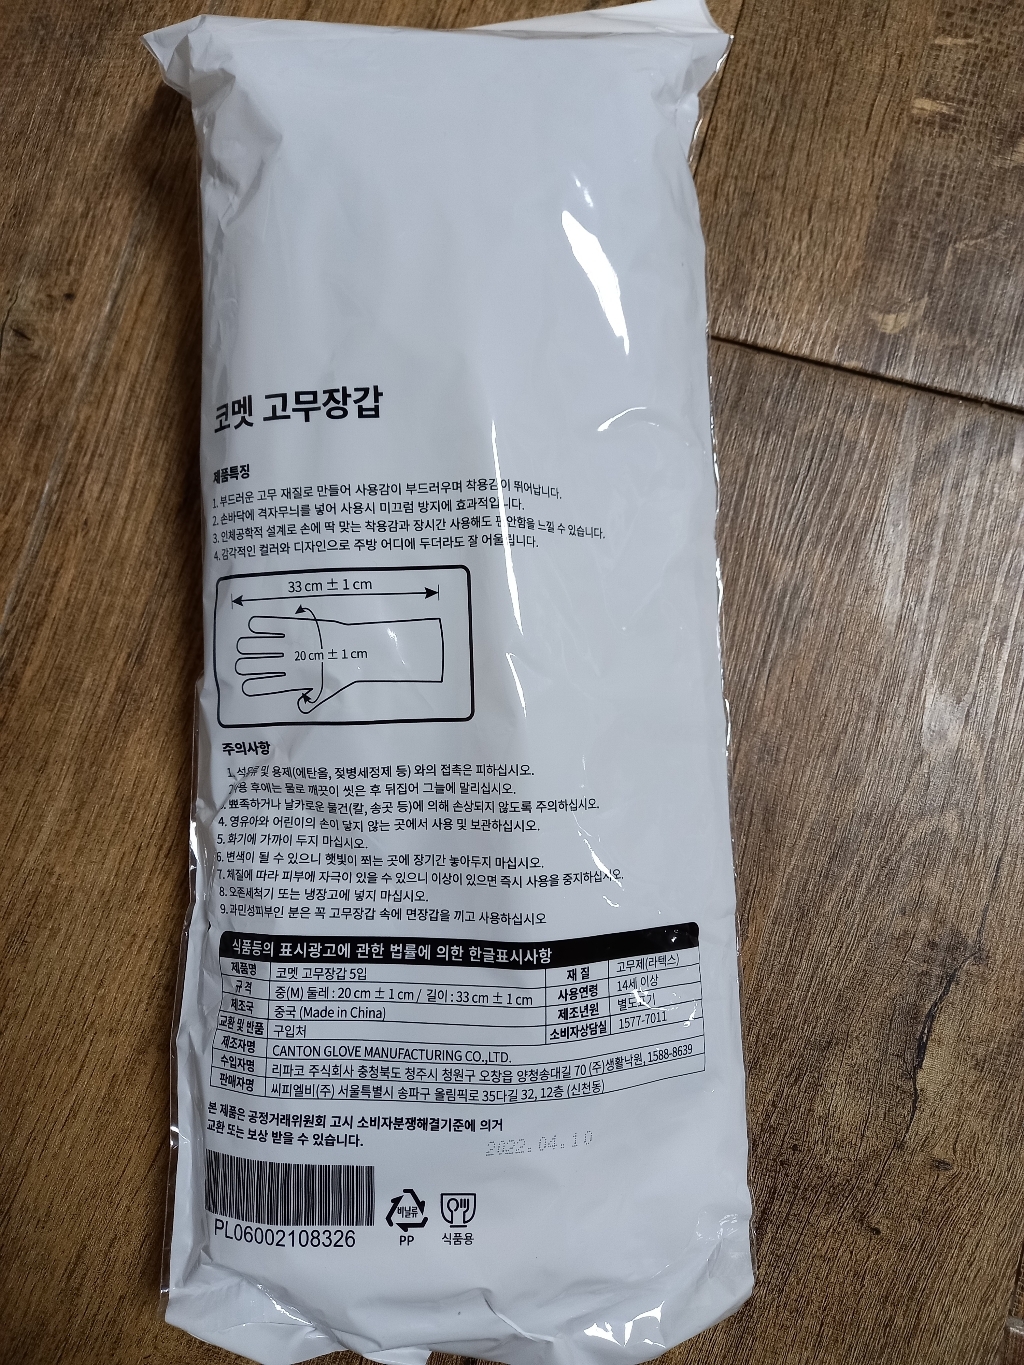 코멧 고무장갑
제품특징
1. 부드러운 고무 재질로 만들어 사용감이 부드러우며 착용감이 뛰어납니다.
2. 손바닥에 격자무늬를 넣어 사용시 미끄럼 방지에 효과적입니다.
3. 인체공학적 설계로 손에 딱 맞는 착용감과 장시간 사용해도 편안함을 느낄 수 있습니다.
4. 감각적인 컬러와 디자인으로 주방 어디에 두더라도 잘 어울립니다.
33 cm ± 1 cm
20 cm ± 1 cm
주의사항
1. 석유 및 용제(에탄올, 젖병세정제 등) 와의 접촉은 피하십시오.
사용 후에는 물로 깨끗이 씻은 후 뒤집어 그늘에 말리십시오.
3. 뾰족하거나 날카로운 물건(칼, 송곳 등)에 의해 손상되지 않도록 주의하십시오.
4. 영유아와 어린이의 손이 닿지 않는 곳에서 사용 및 보관하십시오.
5. 화기에 가까이 두지 마십시오.
6. 변색이 될 수 있으니 햇빛이 쬐는 곳에 장기간 놓아두지 마십시오.
7. 체질에 따라 피부에 자극이 있을 수 있으니 이상이 있으면 즉시 사용을 중지하십시오.
8. 오존세척기 또는 냉장고에 넣지 마십시오.
9. 과민성피부인 분은 꼭 고무장갑 속에 면장갑을 끼고 사용하십시오
식품등의 표시광고에 관한 법률에 의한 한글표시사항
제품명 코멧 고무장갑 5입 재 질 고무제(라텍스)
규 격 중(M) 둘레 : 20 cm ± 1 cm / 길이 : 33 cm ± 1 cm 사용연령 14세 이상
제조국 중국 (Made in China) 제조년원 별도표기
교환 및 반품 구입처 소비자상담실 1577-7011
제조자명 CANTON GLOVE MANUFACTURING CO.,LTD.
수입자명 리파코 주식회사 충청북도 청주시 청원구 오창읍 양청송대길 70 (주)생활낙원, 1588-8639
판매자명 씨피엘비(주) 서울특별시 송파구 올림픽로 35다길 32, 12층 (신천동)
본 제품은 공정거래위원회 고시 소비자분쟁해결기준에 의거
교환 또는 보상 받을 수 있습니다.
2022.04.10
PL06002108326
비닐류
PP
식품용